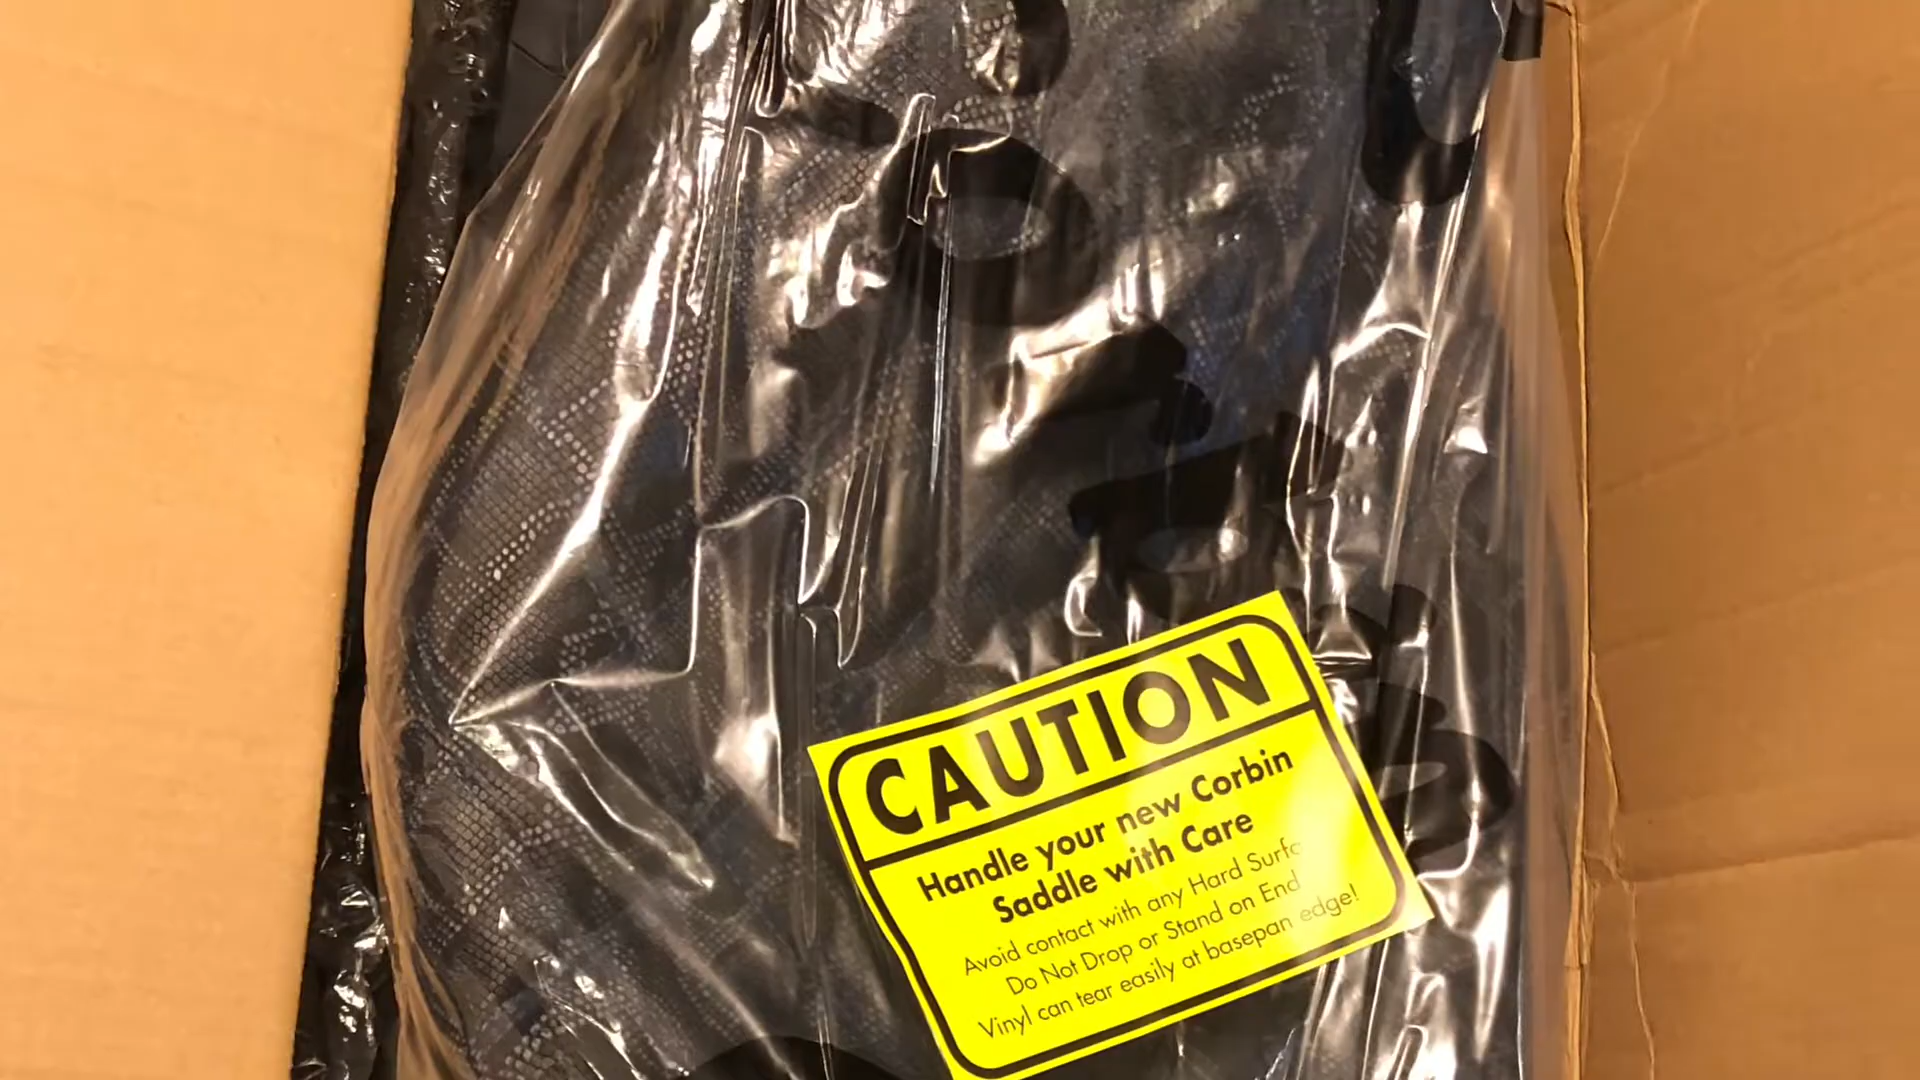 CAUTION
Handle your new Corbin
Saddle with Care
Avoid contact with any Hard
Do Not Drop or Stand on End
Vinyl can tear easily at basepan edge!